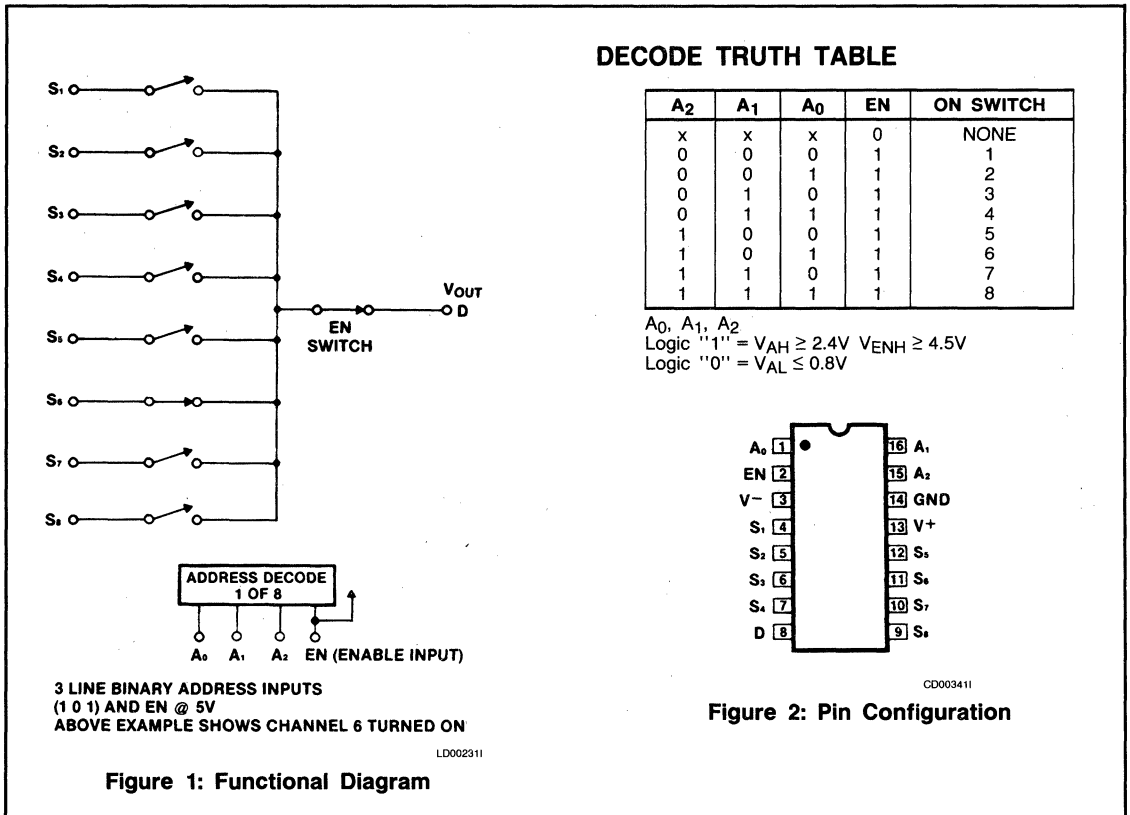 S₁
S₂
S₃
S₄
S₅
S₆
S₇
S₈
EN
SWITCH
VOUT
D
ADDRESS DECODE
1 OF 8
A₀ A₁ A₂ EN (ENABLE INPUT)
3 LINE BINARY ADDRESS INPUTS
(1 0 1) AND EN @ 5V
ABOVE EXAMPLE SHOWS CHANNEL 6 TURNED ON
LD00231I
Figure 1: Functional Diagram
DECODE TRUTH TABLE
A₂ A₁ A₀ EN ON SWITCH
x x x 0 NONE
0 0 0 1 1
0 0 1 1 2
0 1 0 1 3
0 1 1 1 4
1 0 0 1 5
1 0 1 1 6
1 1 0 1 7
1 1 1 1 8
A₀, A₁, A₂
Logic ''1'' = VAH ≥ 2.4V VENH ≥ 4.5V
Logic ''0'' = VAL ≤ 0.8V
A₀ 1 16 A₁
EN 2 15 A₂
V− 3 14 GND
S₁ 4 13 V+
S₂ 5 12 S₅
S₃ 6 11 S₆
S₄ 7 10 S₇
D 8 9 S₈
CD00341I
Figure 2: Pin Configuration